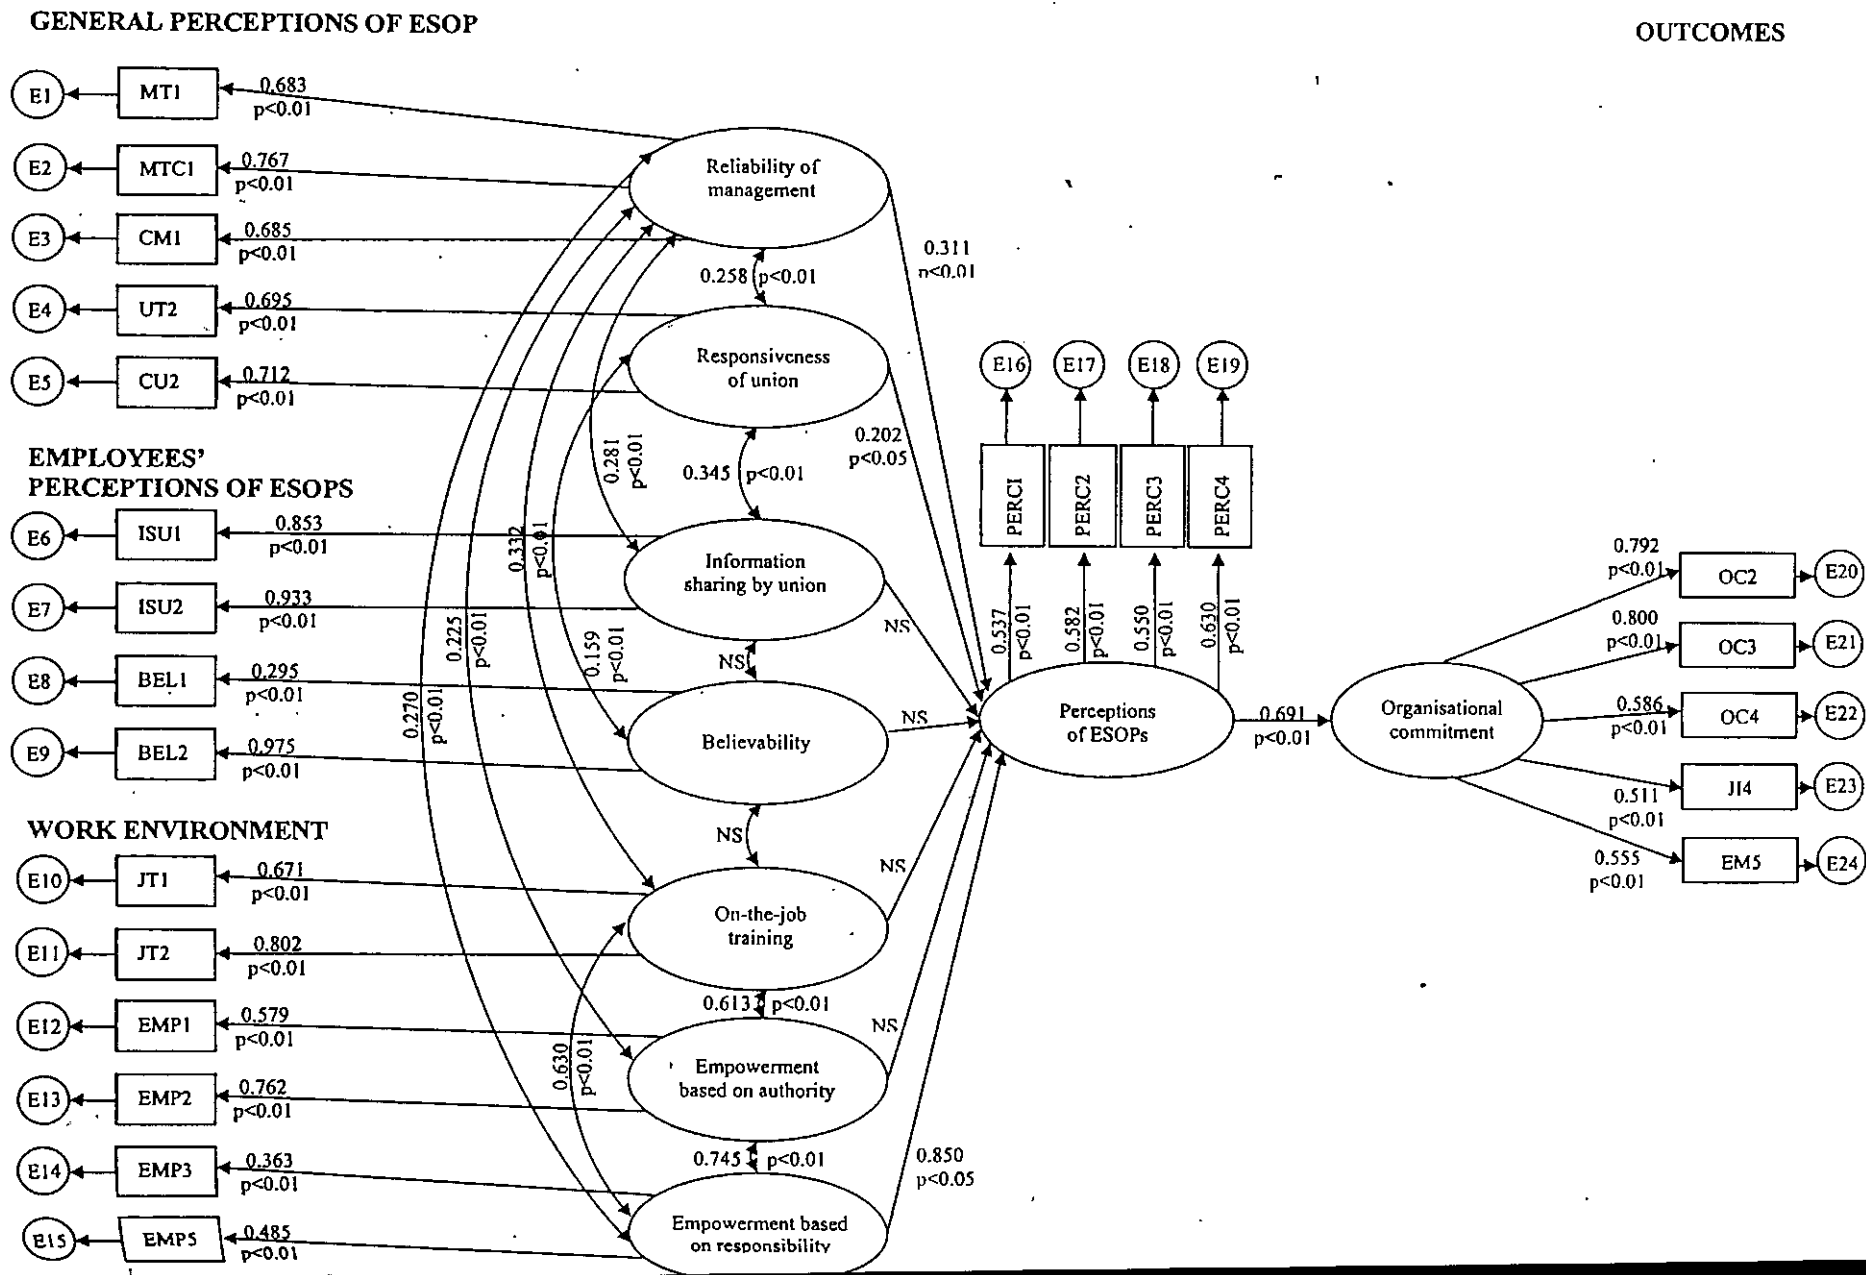 GENERAL PERCEPTIONS OF ESOP
OUTCOMES
E1
MT1
0.683
p<0.01
E2
MTC1
0.767
p<0.01
E3
CM1
0.685
p<0.01
E4
UT2
0.695
p<0.01
E5
CU2
0.712
p<0.01
EMPLOYEES'
PERCEPTIONS OF ESOPS
E6
ISU1
0.853
p<0.01
E7
ISU2
0.933
p<0.01
E8
BEL1
0.295
p<0.01
E9
BEL2
0.975
p<0.01
WORK ENVIRONMENT
E10
JT1
0.671
p<0.01
E11
JT2
0.802
p<0.01
E12
EMP1
0.579
p<0.01
E13
EMP2
0.762
p<0.01
E14
EMP3
0.363
p<0.01
E15
EMP5
0.485
p<0.01
0.270
p<0.01
0.225
p<0.01
0.332
p<0.01
0.159
p<0.01
0.281
p<0.01
0.630
p<0.01
Reliability of
management
0.258 p<0.01
Responsiveness
of union
0.345 p<0.01
Information
sharing by union
NS
Believability
NS
On-the-job
training
0.613 p<0.01
Empowerment
based on authority
0.745 p<0.01
Empowerment based
on responsibility
0.311
p<0.01
0.202
p<0.05
NS
NS
NS
NS
0.850
p<0.05
E16
E17
E18
E19
PERC1
PERC2
PERC3
PERC4
0.537
p<0.01
0.582
p<0.01
0.550
p<0.01
0.630
p<0.01
Perceptions
of ESOPs
0.691
p<0.01
Organisational
commitment
0.792
p<0.01
OC2
E20
0.800
p<0.01
OC3
E21
0.586
p<0.01
OC4
E22
0.511
p<0.01
JI4
E23
0.555
p<0.01
EM5
E24